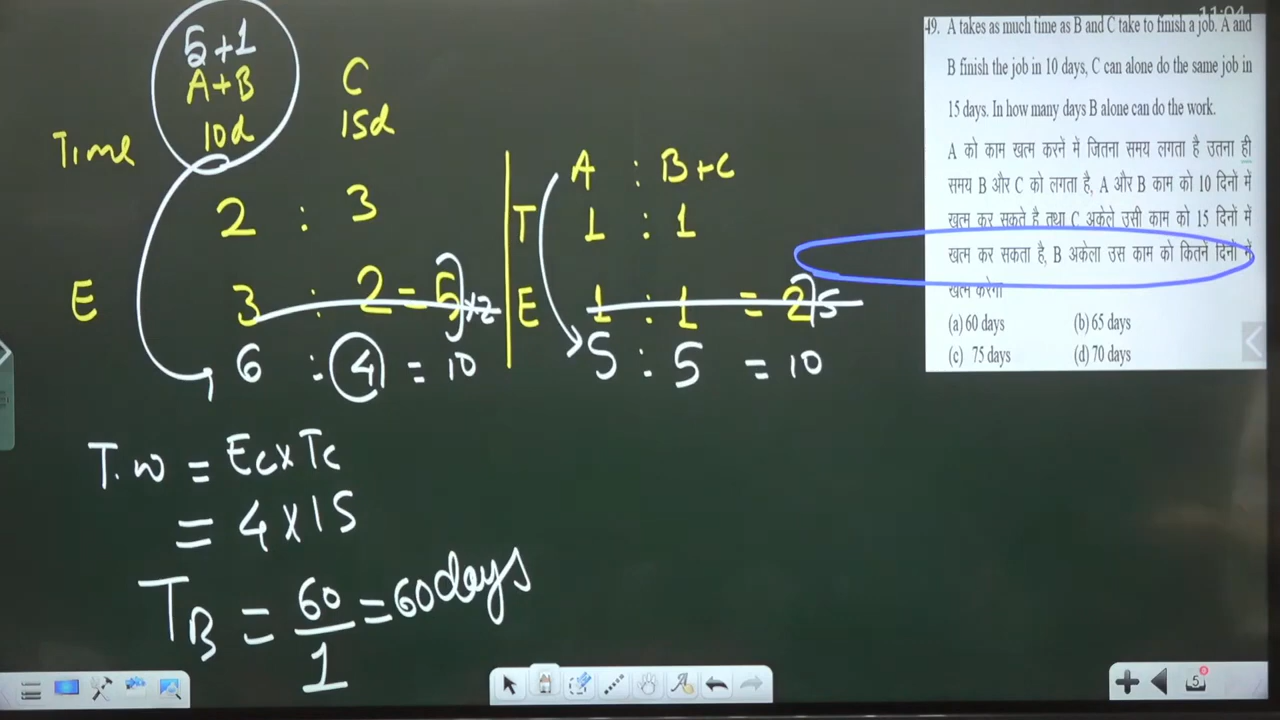 11:04
5+1
A+B C
Time 10d 15d
2 : 3
E 3 : 2 = 5)×2
6 : 4 = 10
A : B+C
T 1 : 1
E 1 : 1 = 2)5
5 : 5 = 10
T.W = Ec×Tc
= 4×15
TB = 60/1 = 60days
49. A takes as much time as B and C take to finish a job. A and
B finish the job in 10 days, C can alone do the same job in
15 days. In how many days B alone can do the work.
A को काम खत्म करनें में जितना समय लगता है उतना ही
समय B और C को लगता है, A और B काम को 10 दिनों में
खत्म कर सकते है तथा C अकेले उसी काम को 15 दिनों में
खत्म कर सकता है, B अकेला उस काम को कितनें दिनों में
खत्म करेगा
(a) 60 days (b) 65 days
(c) 75 days (d) 70 days
5